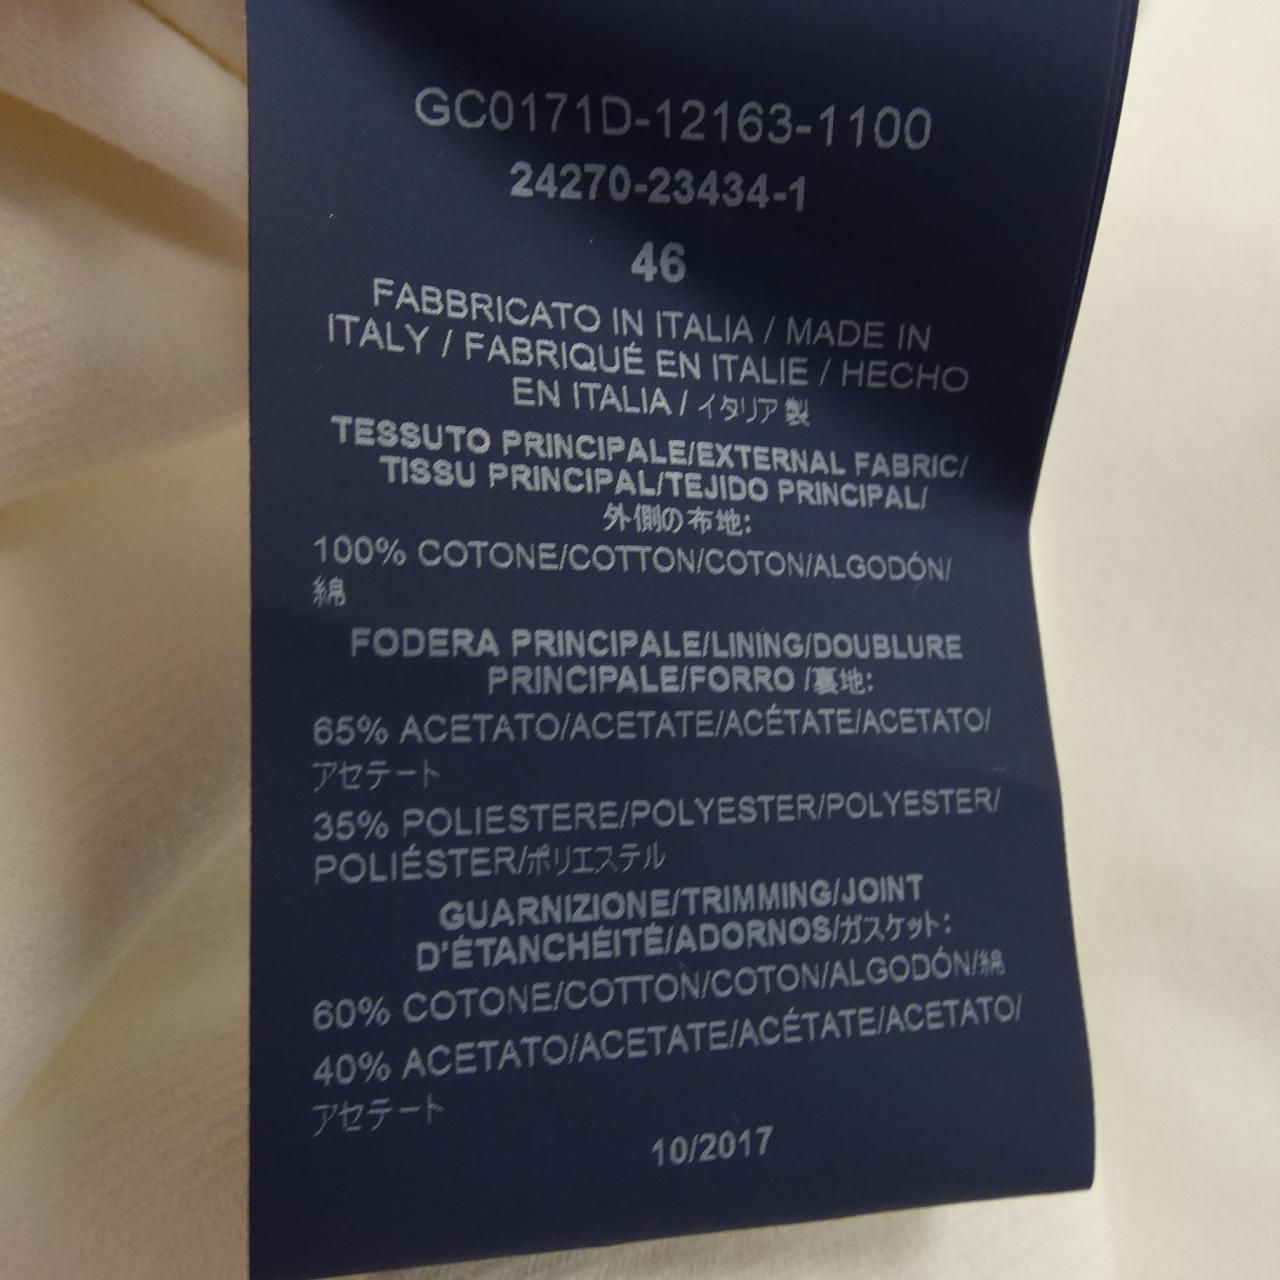 GC0171D-12163-1100
24270-23434-1
46
FABBRICATO IN ITALIA / MADE IN
ITALY / FABRIQUÉ EN ITALIE / HECHO
EN ITALIA / イタリア製
TESSUTO PRINCIPALE/EXTERNAL FABRIC/
TISSU PRINCIPAL/TEJIDO PRINCIPAL/
外側の布地:
100% COTONE/COTTON/COTON/ALGODÓN/
綿
FODERA PRINCIPALE/LINING/DOUBLURE
PRINCIPALE/FORRO /裏地:
65% ACETATO/ACETATE/ACÉTATE/ACETATO/
アセテート
35% POLIESTERE/POLYESTER/POLYESTER/
POLIÉSTER/ポリエステル
GUARNIZIONE/TRIMMING/JOINT
D'ÉTANCHÉITÉ/ADORNOS/ガスケット:
60% COTONE/COTTON/COTON/ALGODÓN/綿
40% ACETATO/ACETATE/ACÉTATE/ACETATO/
アセテート
10/2017